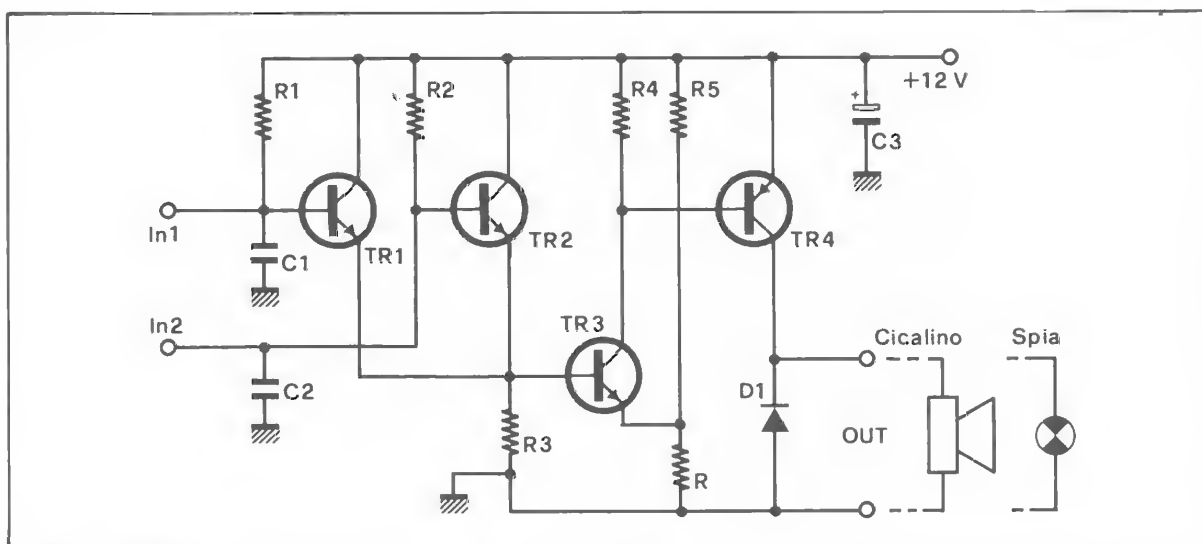 R1
R2
R4
R5
+12 V
+
C3
In1
C1
TR1
TR2
TR4
In2
C2
TR3
Cicalino
Spia
D1
OUT
R3
R